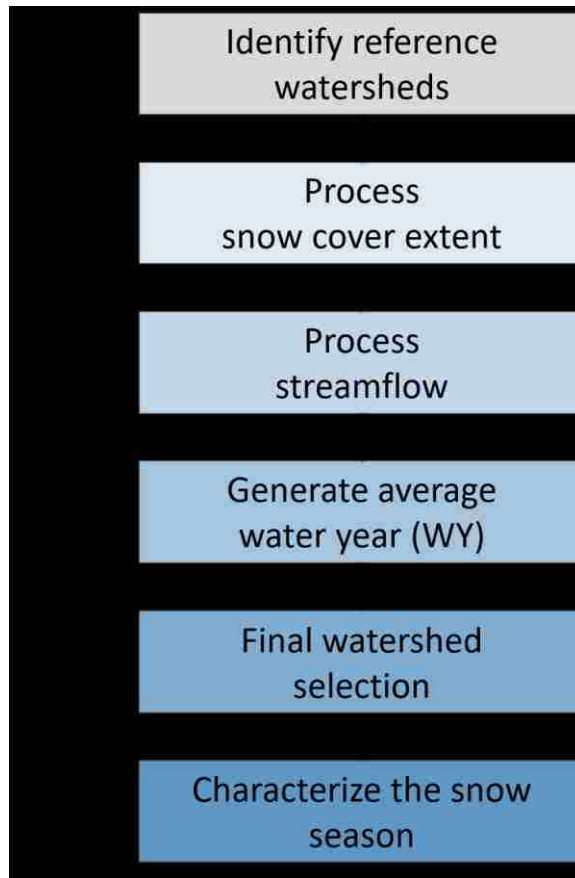 Identify reference
watersheds
Process
snow cover extent
Process
streamflow
Generate average
water year (WY)
Final watershed
selection
Characterize the snow
season